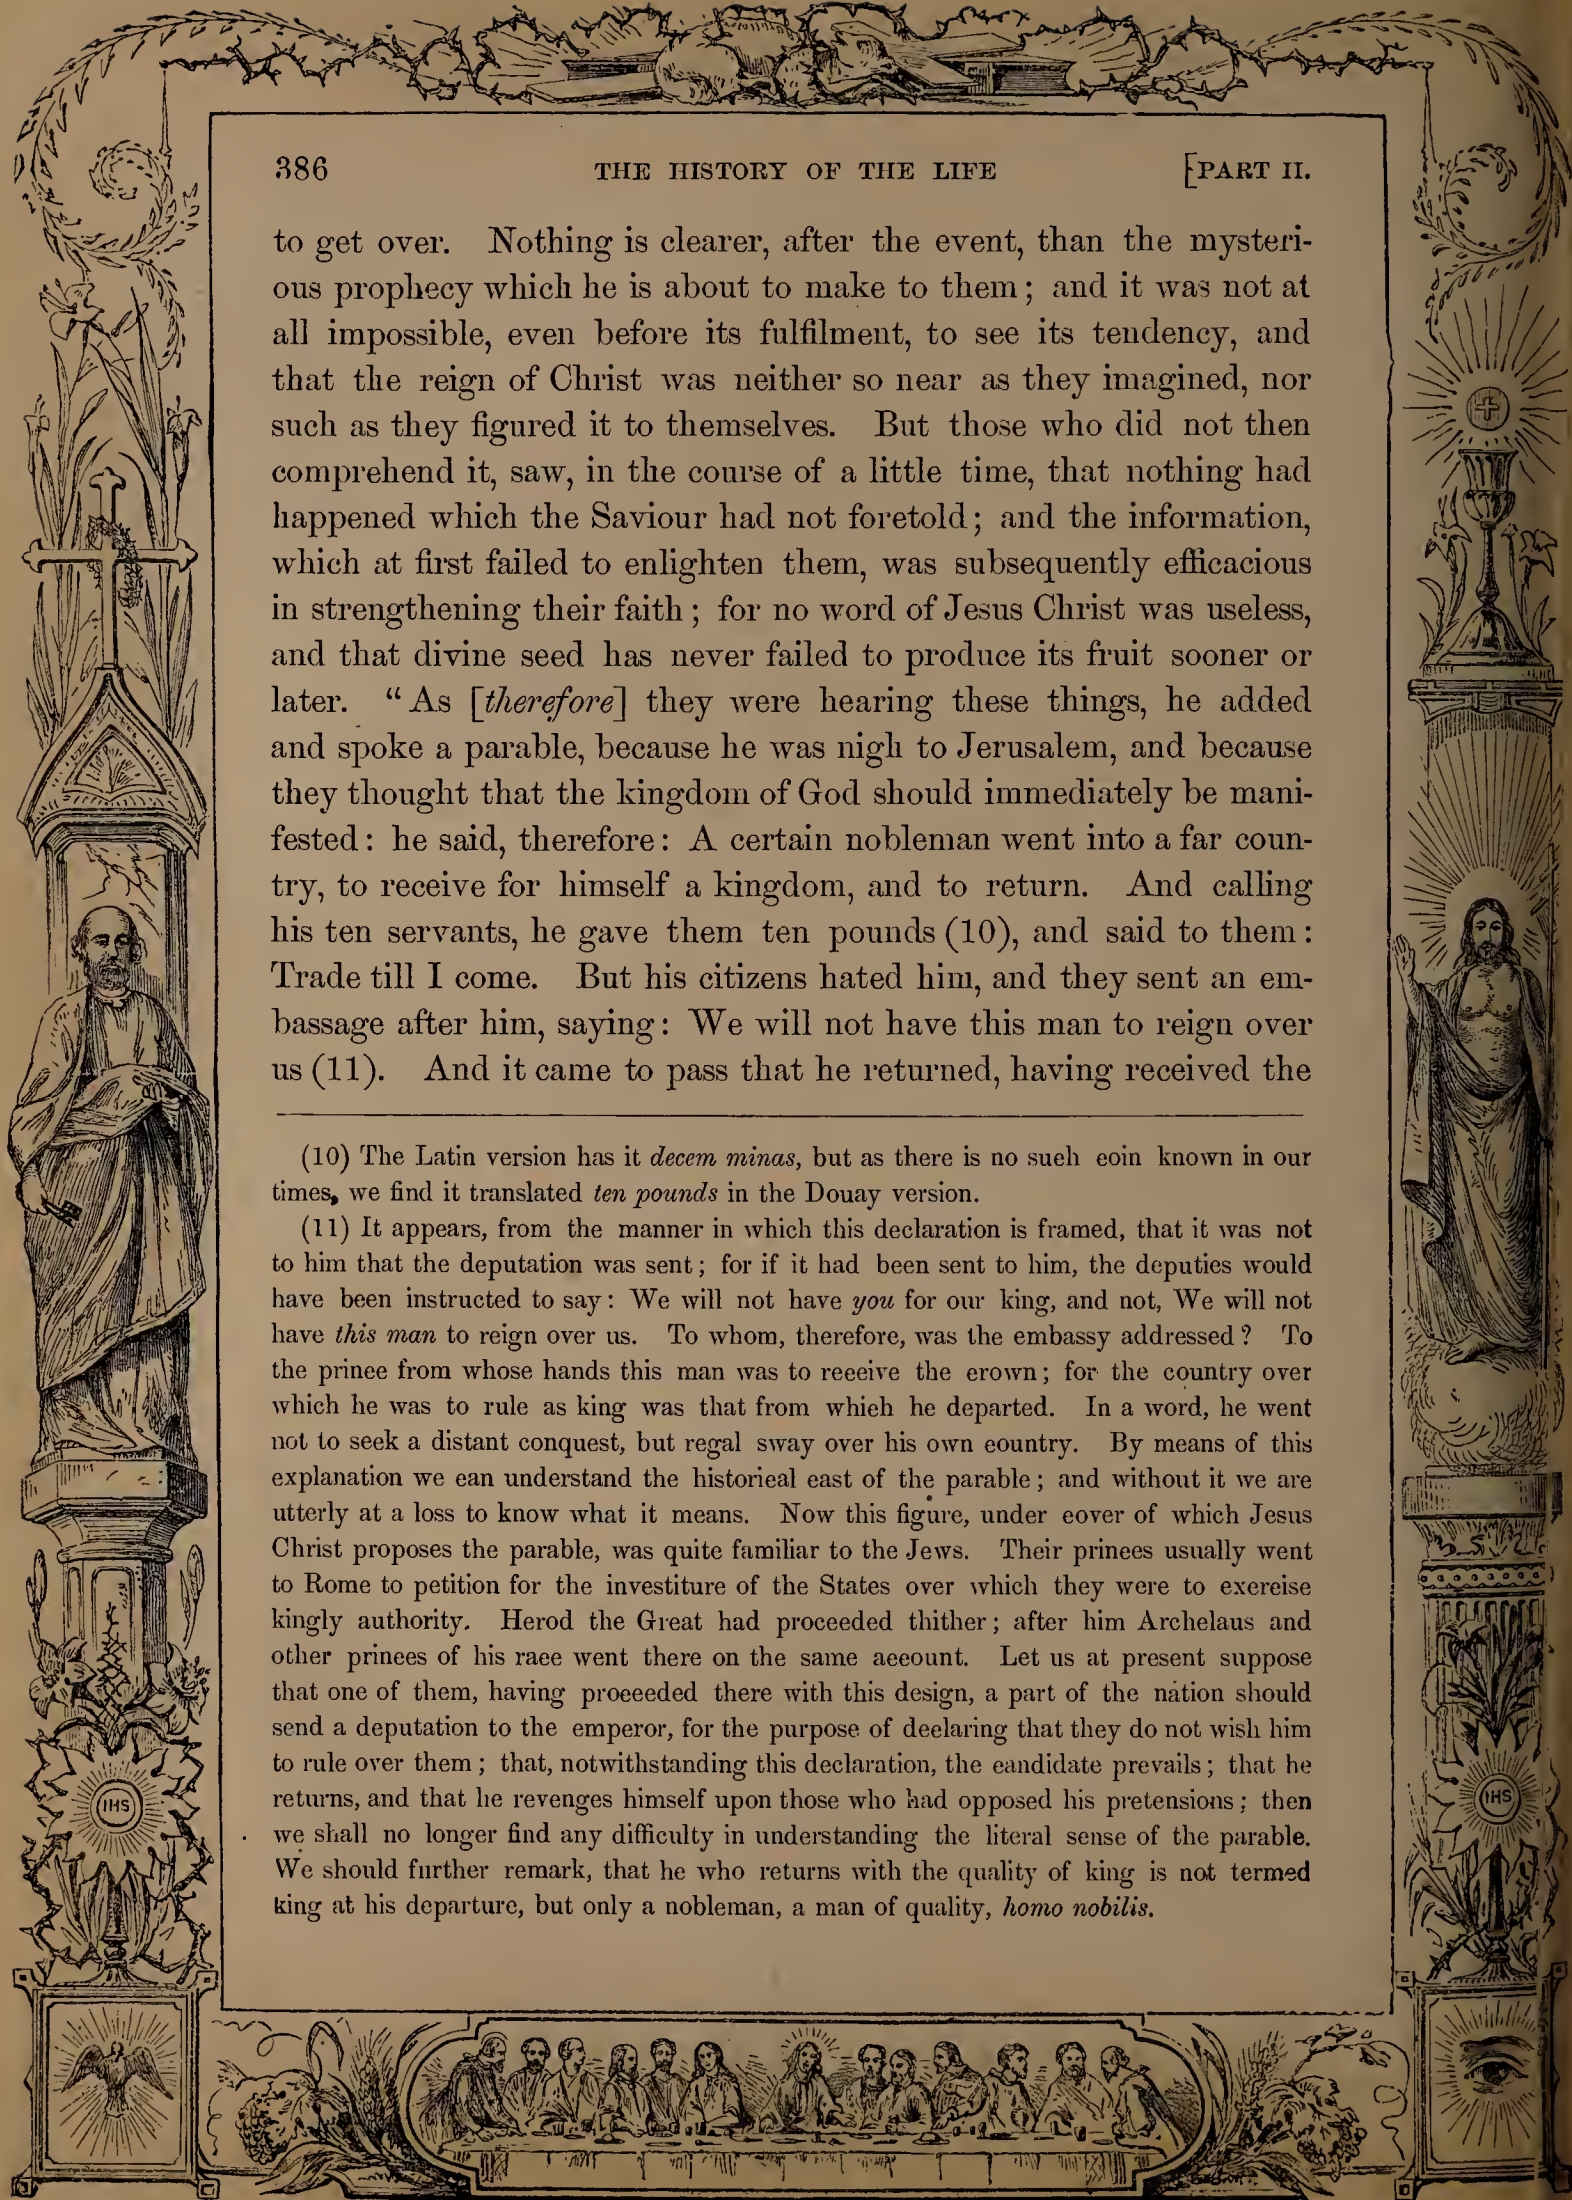 386 THE HISTORY OF THE LIFE [PART II.
to get over. Nothing is clearer, after the event, than the mysteri-
ous prophecy which he is about to make to them; and it was not at
all impossible, even before its fulfilment, to see its tendency, and
that the reign of Christ was neither so near as they imagined, nor
such as they figured it to themselves. But those who did not then
comprehend it, saw, in the course of a little time, that nothing had
happened which the Saviour had not foretold; and the information,
which at first failed to enlighten them, was subsequently efficacious
in strengthening their faith; for no word of Jesus Christ was useless,
and that divine seed has never failed to produce its fruit sooner or
later. “As [therefore] they were hearing these things, he added
and spoke a parable, because he was nigh to Jerusalem, and because
they thought that the kingdom of God should immediately be mani-
fested: he said, therefore: A certain nobleman went into a far coun-
try, to receive for himself a kingdom, and to return. And calling
his ten servants, he gave them ten pounds (10), and said to them:
Trade till I come. But his citizens hated him, and they sent an em-
bassage after him, saying: We will not have this man to reign over
us (11). And it came to pass that he returned, having received the
(10) The Latin version has it decem minas, but as there is no such coin known in our
times, we find it translated ten pounds in the Douay version.
(11) It appears, from the manner in which this declaration is framed, that it was not
to him that the deputation was sent; for if it had been sent to him, the deputies would
have been instructed to say: We will not have you for our king, and not, We will not
have this man to reign over us. To whom, therefore, was the embassy addressed? To
the prince from whose hands this man was to receive the crown; for the country over
which he was to rule as king was that from which he departed. In a word, he went
not to seek a distant conquest, but regal sway over his own country. By means of this
explanation we can understand the historical cast of the parable; and without it we are
utterly at a loss to know what it means. Now this figure, under cover of which Jesus
Christ proposes the parable, was quite familiar to the Jews. Their princes usually went
to Rome to petition for the investiture of the States over which they were to exercise
kingly authority. Herod the Great had proceeded thither; after him Archelaus and
other princes of his race went there on the same account. Let us at present suppose
that one of them, having proceeded there with this design, a part of the nation should
send a deputation to the emperor, for the purpose of declaring that they do not wish him
to rule over them; that, notwithstanding this declaration, the candidate prevails; that he
returns, and that he revenges himself upon those who had opposed his pretensions; then
we shall no longer find any difficulty in understanding the literal sense of the parable.
We should further remark, that he who returns with the quality of king is not termed
king at his departure, but only a nobleman, a man of quality, homo nobilis.
IHS
IHS